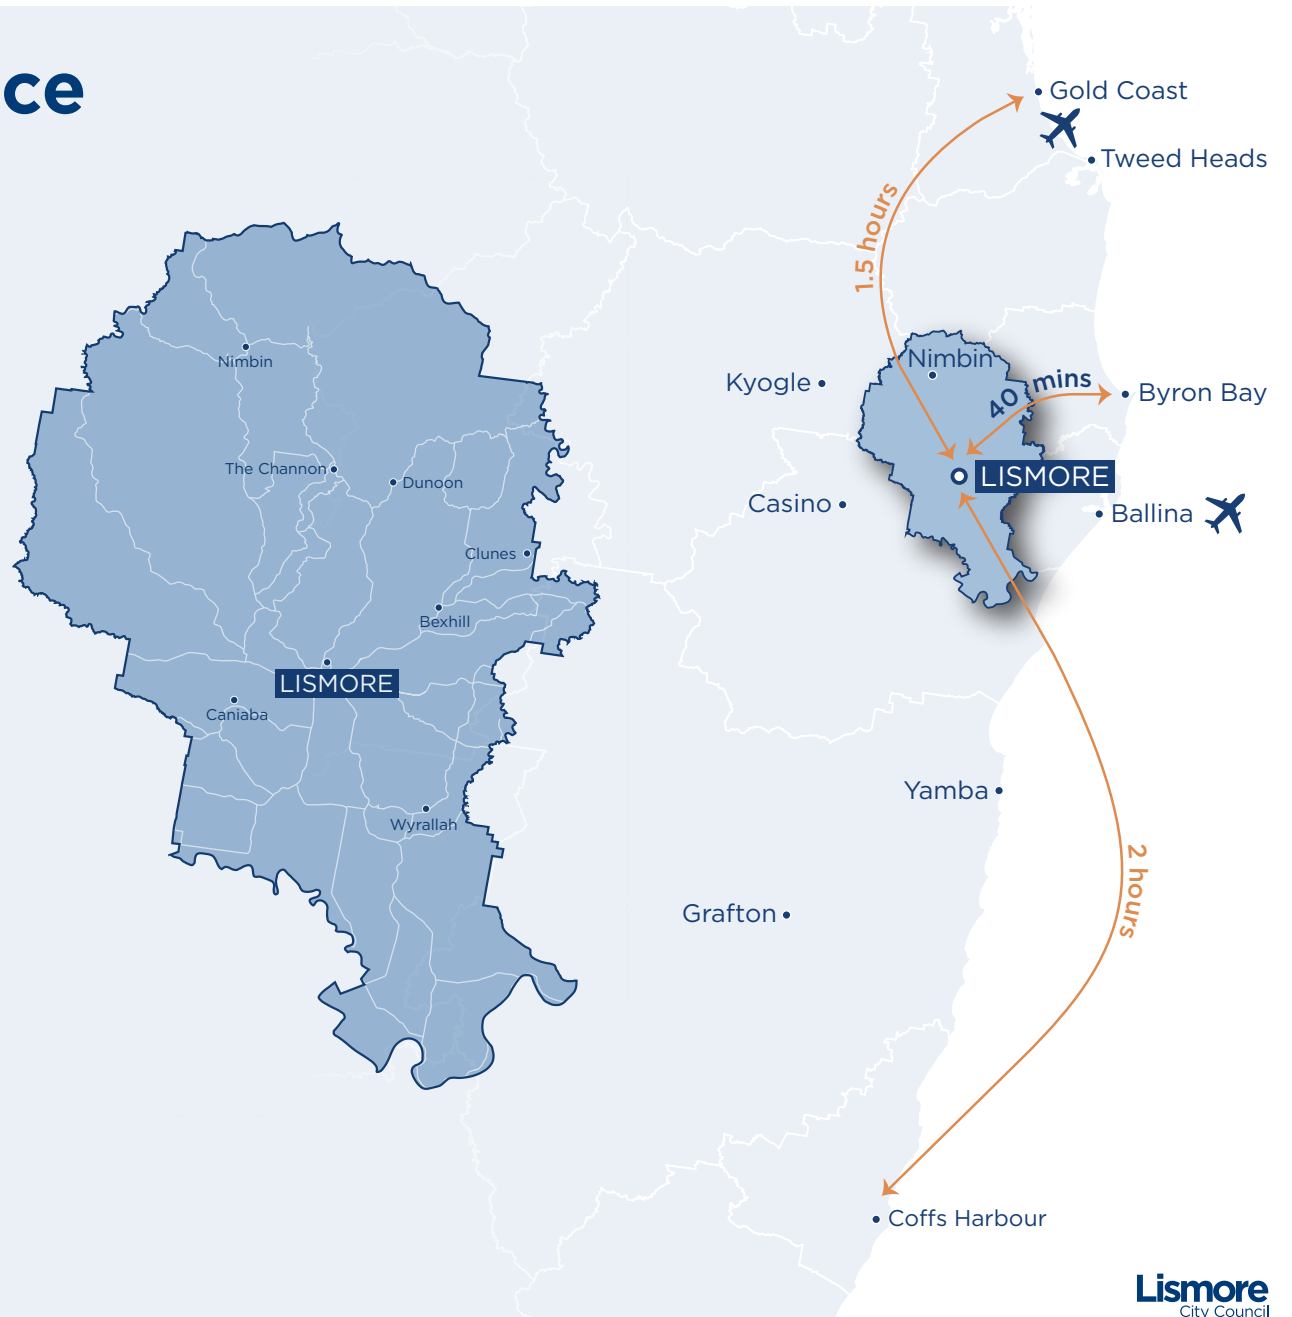 ce
Gold Coast
Tweed Heads
1.5 hours
Nimbin
Kyogle
40 mins
Byron Bay
LISMORE
Casino
Ballina
Nimbin
The Channon
Dunoon
Clunes
Bexhill
LISMORE
Caniaba
Wyrallah
Yamba
2 hours
Grafton
Coffs Harbour
Lismore
City Council